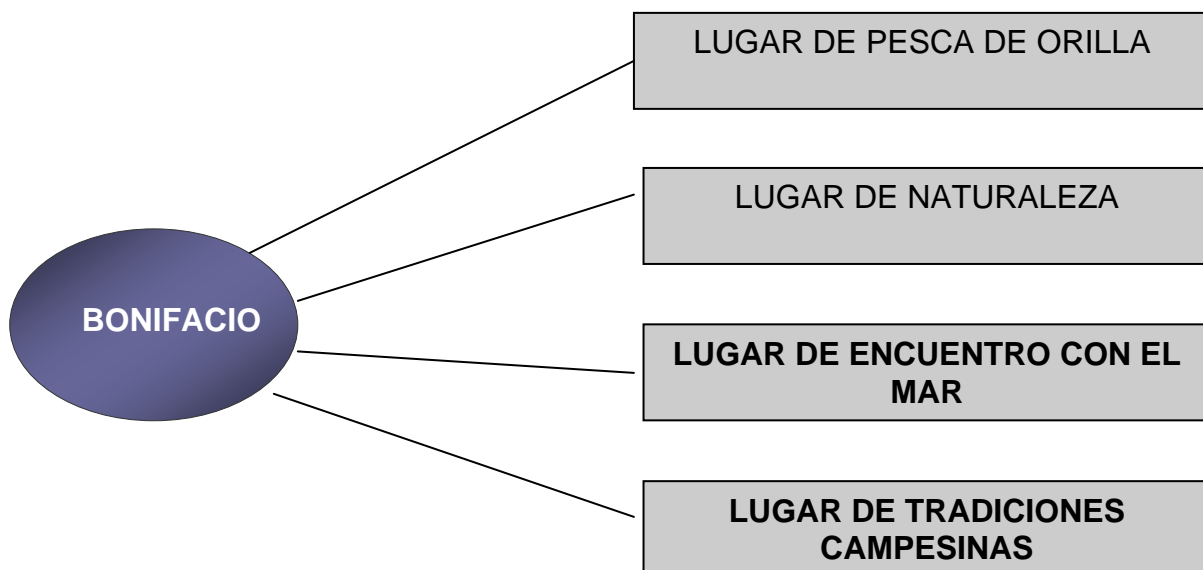 LUGAR DE PESCA DE ORILLA
LUGAR DE NATURALEZA
BONIFACIO
LUGAR DE ENCUENTRO CON EL
MAR
LUGAR DE TRADICIONES
CAMPESINAS